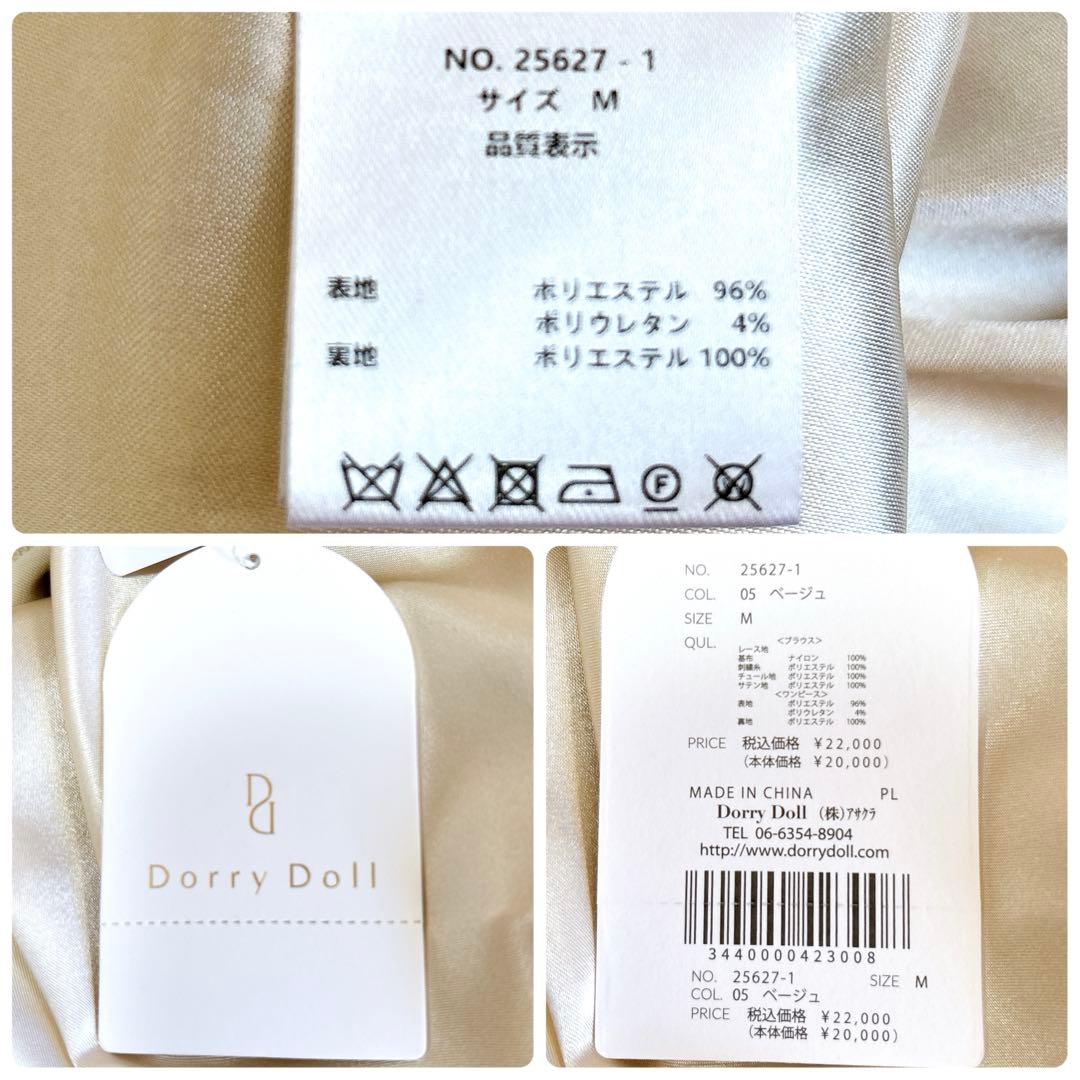 NO. 25627 - 1
サイズ M
品質表示
表地 ポリエステル 96%
ポリウレタン 4%
裏地 ポリエステル 100%
F
W
Dorry Doll
NO. 25627-1
COL. 05 ベージュ
SIZE M
QUL. <ブラウス>
レース地
基布 ナイロン 100%
刺繍糸 ポリエステル 100%
チュール地 ポリエステル 100%
サテン地 ポリエステル 100%
<ワンピース>
表地 ポリエステル 96%
ポリウレタン 4%
裏地 ポリエステル 100%
PRICE 税込価格 ¥22,000
(本体価格 ¥20,000)
MADE IN CHINA PL
Dorry Doll (株)ｱｻｸﾗ
TEL 06-6354-8904
http://www.dorrydoll.com
3440000423008
NO. 25627-1 SIZE M
COL. 05 ベージュ
PRICE 税込価格 ¥22,000
(本体価格 ¥20,000)